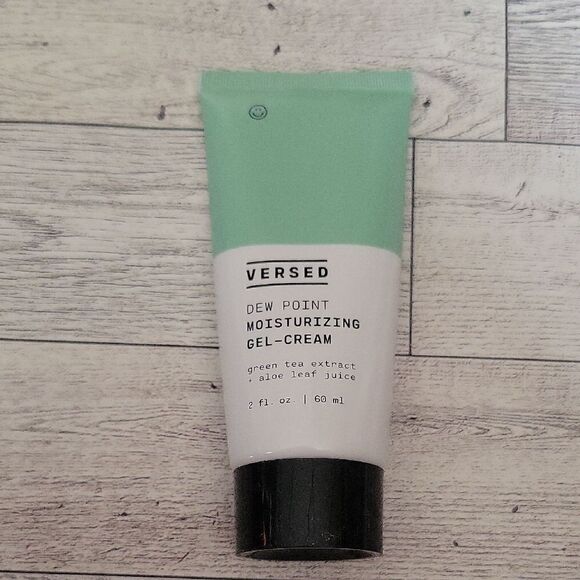 VERSED
DEW POINT
MOISTURIZING
GEL-CREAM
green tea extract
+ aloe leaf juice
2 fl. oz. | 60 ml